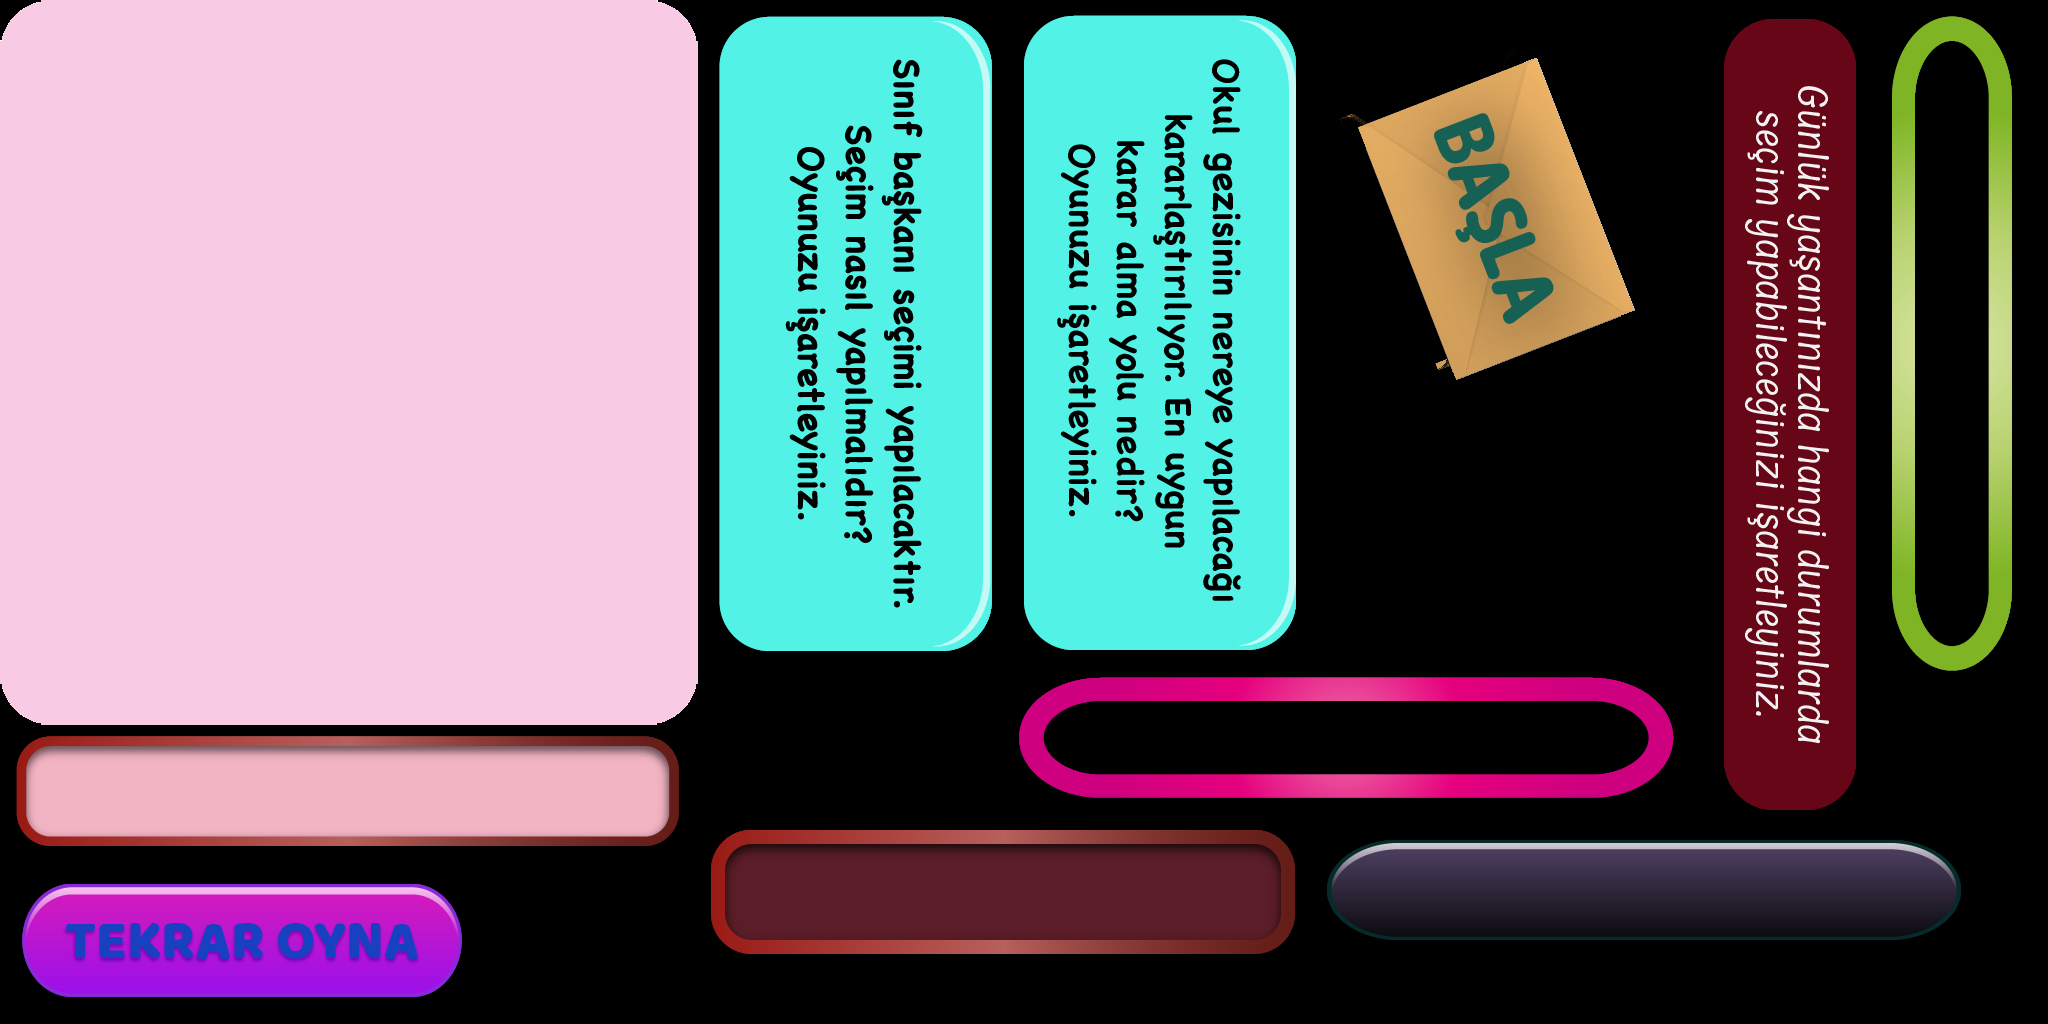 Sınıf başkanı seçimi yapılacaktır.
Seçim nasıl yapılmalıdır?
Oyunuzu işaretleyiniz.
Okul gezisinin nereye yapılacağı
kararlaştırılıyor. En uygun
karar alma yolu nedir?
Oyunuzu işaretleyiniz.
BAŞLA
Günlük yaşantınızda hangi durumlarda
seçim yapabileceğinizi işaretleyiniz.
TEKRAR OYNA